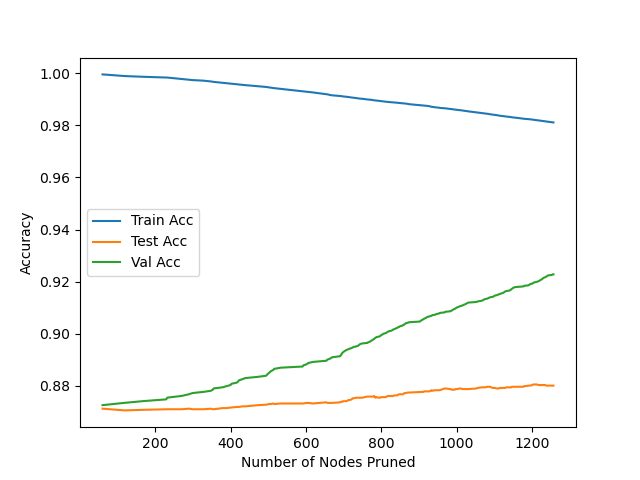 1.00
0.98
0.96
0.94
0.92
0.90
0.88
Accuracy
Train Acc
Test Acc
Val Acc
200 400 600 800 1000 1200
Number of Nodes Pruned